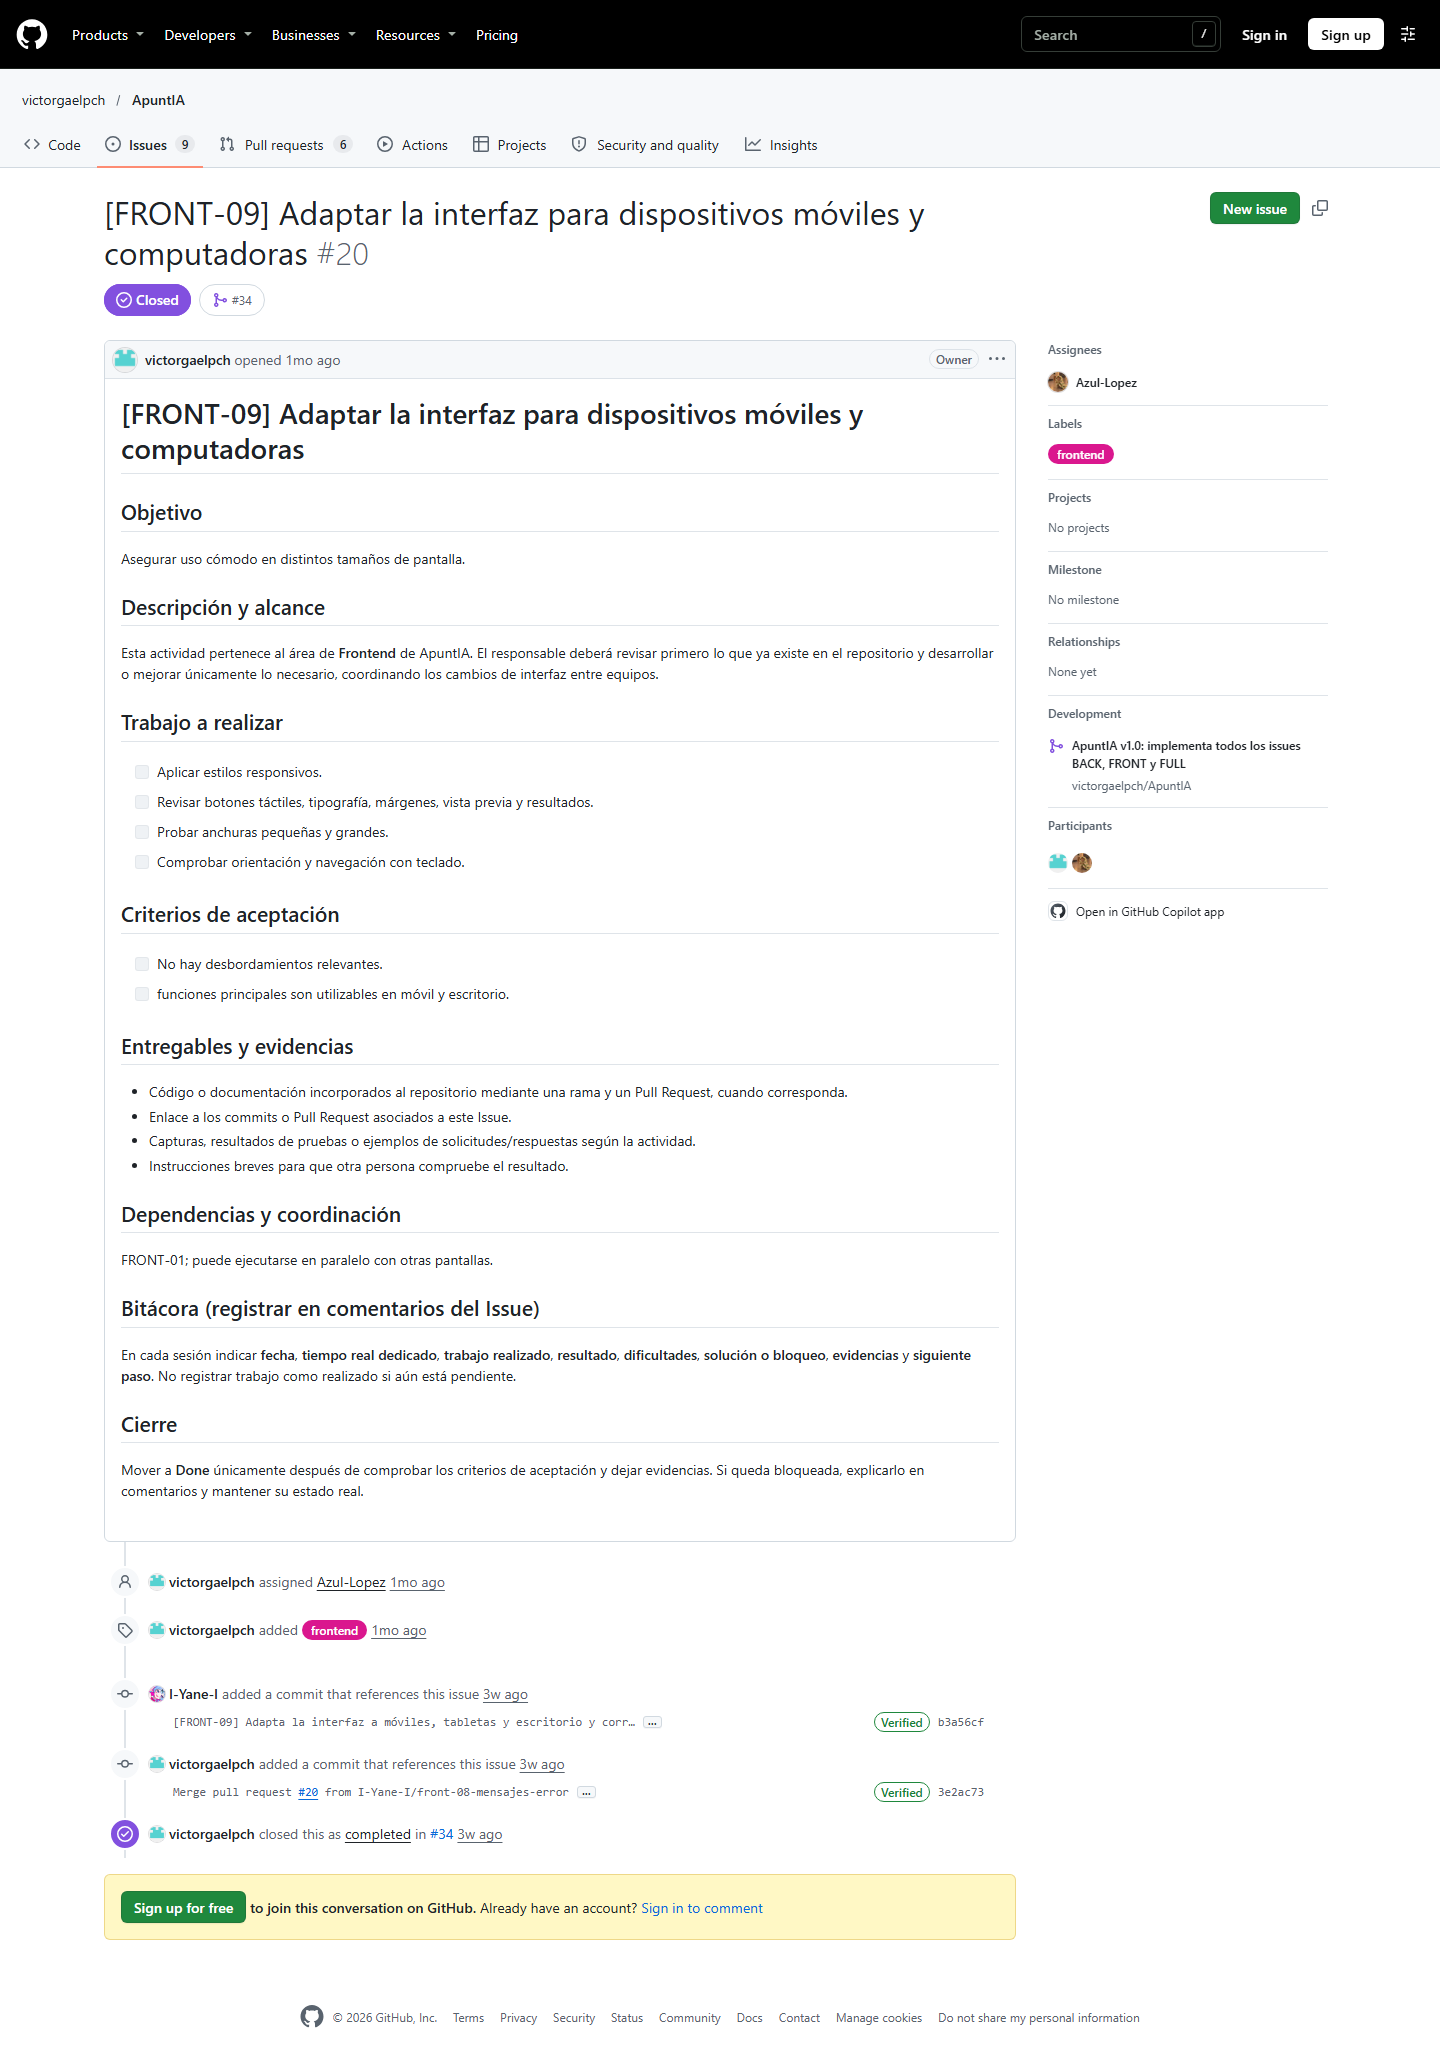 Products Developers Businesses Resources Pricing Search / Sign in Sign up
victorgaelpch / ApuntIA
Code Issues 9 Pull requests 6 Actions Projects Security and quality Insights
[FRONT-09] Adaptar la interfaz para dispositivos móviles y
computadoras #20
New issue
Closed #34
victorgaelpch opened 1mo ago Owner
[FRONT-09] Adaptar la interfaz para dispositivos móviles y
computadoras
Objetivo
Asegurar uso cómodo en distintos tamaños de pantalla.
Descripción y alcance
Esta actividad pertenece al área de Frontend de ApuntIA. El responsable deberá revisar primero lo que ya existe en el repositorio y desarrollar
o mejorar únicamente lo necesario, coordinando los cambios de interfaz entre equipos.
Trabajo a realizar
Aplicar estilos responsivos.
Revisar botones táctiles, tipografía, márgenes, vista previa y resultados.
Probar anchuras pequeñas y grandes.
Comprobar orientación y navegación con teclado.
Criterios de aceptación
No hay desbordamientos relevantes.
funciones principales son utilizables en móvil y escritorio.
Entregables y evidencias
Código o documentación incorporados al repositorio mediante una rama y un Pull Request, cuando corresponda.
Enlace a los commits o Pull Request asociados a este Issue.
Capturas, resultados de pruebas o ejemplos de solicitudes/respuestas según la actividad.
Instrucciones breves para que otra persona compruebe el resultado.
Dependencias y coordinación
FRONT-01; puede ejecutarse en paralelo con otras pantallas.
Bitácora (registrar en comentarios del Issue)
En cada sesión indicar fecha, tiempo real dedicado, trabajo realizado, resultado, dificultades, solución o bloqueo, evidencias y siguiente
paso. No registrar trabajo como realizado si aún está pendiente.
Cierre
Mover a Done únicamente después de comprobar los criterios de aceptación y dejar evidencias. Si queda bloqueada, explicarlo en
comentarios y mantener su estado real.
Assignees
Azul-Lopez
Labels
frontend
Projects
No projects
Milestone
No milestone
Relationships
None yet
Development
ApuntIA v1.0: implementa todos los issues
BACK, FRONT y FULL
victorgaelpch/ApuntIA
Participants
Open in GitHub Copilot app
victorgaelpch assigned Azul-Lopez 1mo ago
victorgaelpch added frontend 1mo ago
I-Yane-I added a commit that references this issue 3w ago
[FRONT-09] Adapta la interfaz a móviles, tabletas y escritorio y corr… … Verified b3a56cf
victorgaelpch added a commit that references this issue 3w ago
Merge pull request #20 from I-Yane-I/front-08-mensajes-error … Verified 3e2ac73
victorgaelpch closed this as completed in #34 3w ago
Sign up for free to join this conversation on GitHub. Already have an account? Sign in to comment
© 2026 GitHub, Inc. Terms Privacy Security Status Community Docs Contact Manage cookies Do not share my personal information